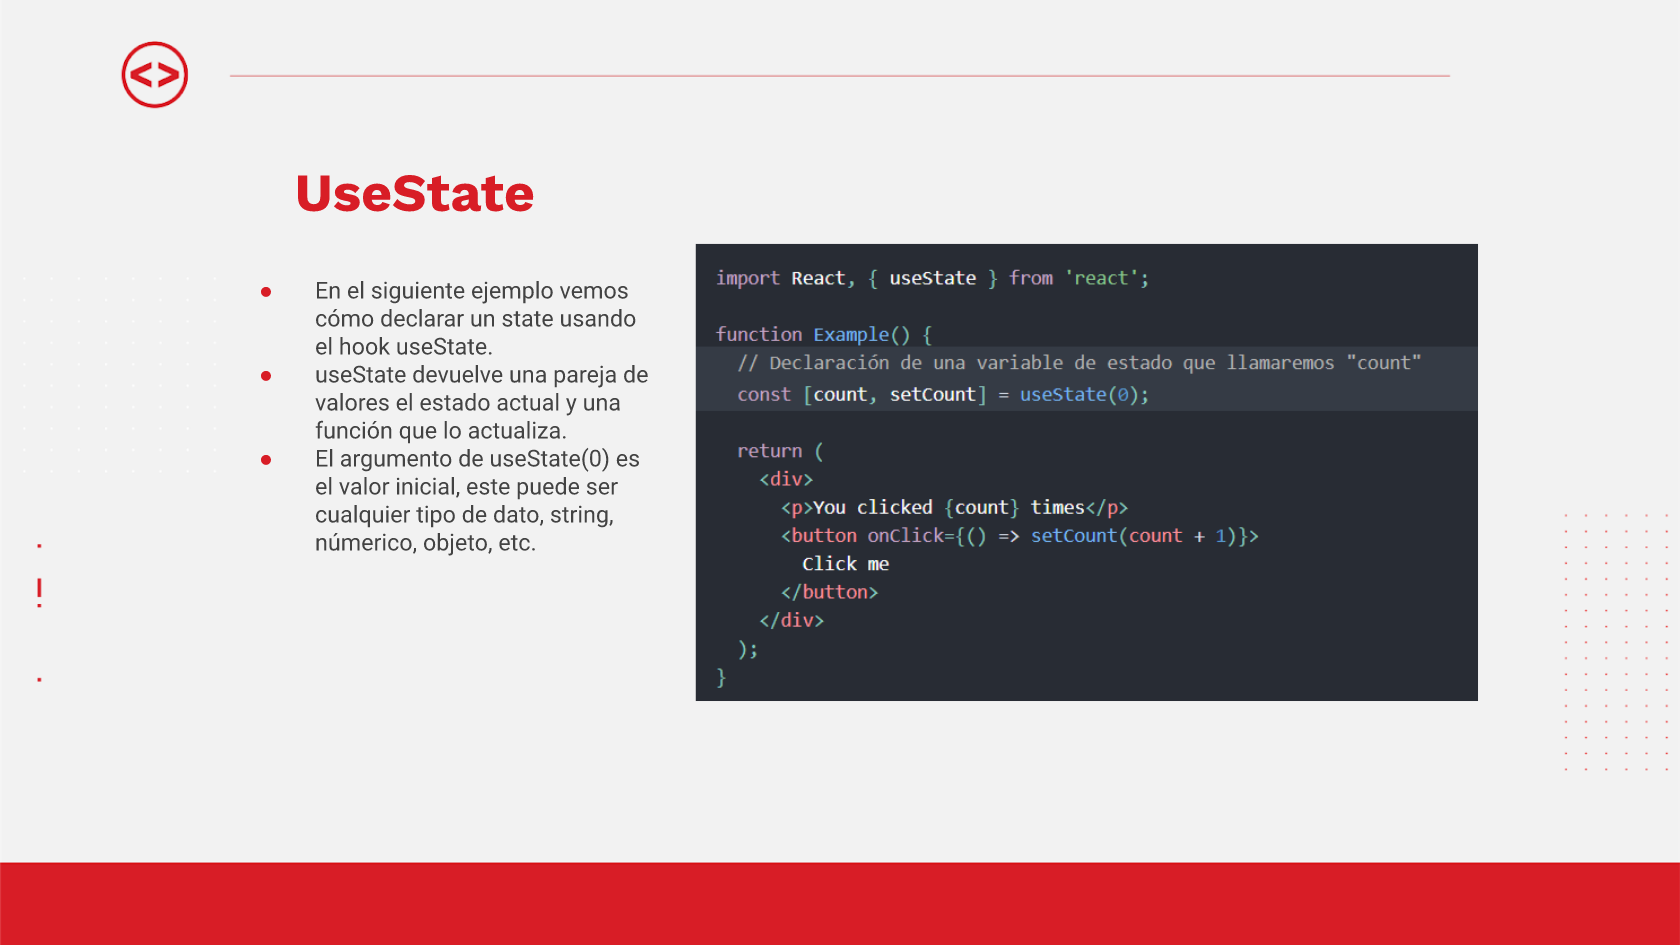 <>
UseState
● En el siguiente ejemplo vemos
cómo declarar un state usando
el hook useState.
● useState devuelve una pareja de
valores el estado actual y una
función que lo actualiza.
● El argumento de useState(0) es
el valor inicial, este puede ser
cualquier tipo de dato, string,
númerico, objeto, etc.
import React, { useState } from 'react';
function Example() {
  // Declaración de una variable de estado que llamaremos "count"
  const [count, setCount] = useState(0);
  return (
    <div>
      <p>You clicked {count} times</p>
      <button onClick={() => setCount(count + 1)}>
        Click me
      </button>
    </div>
  );
}